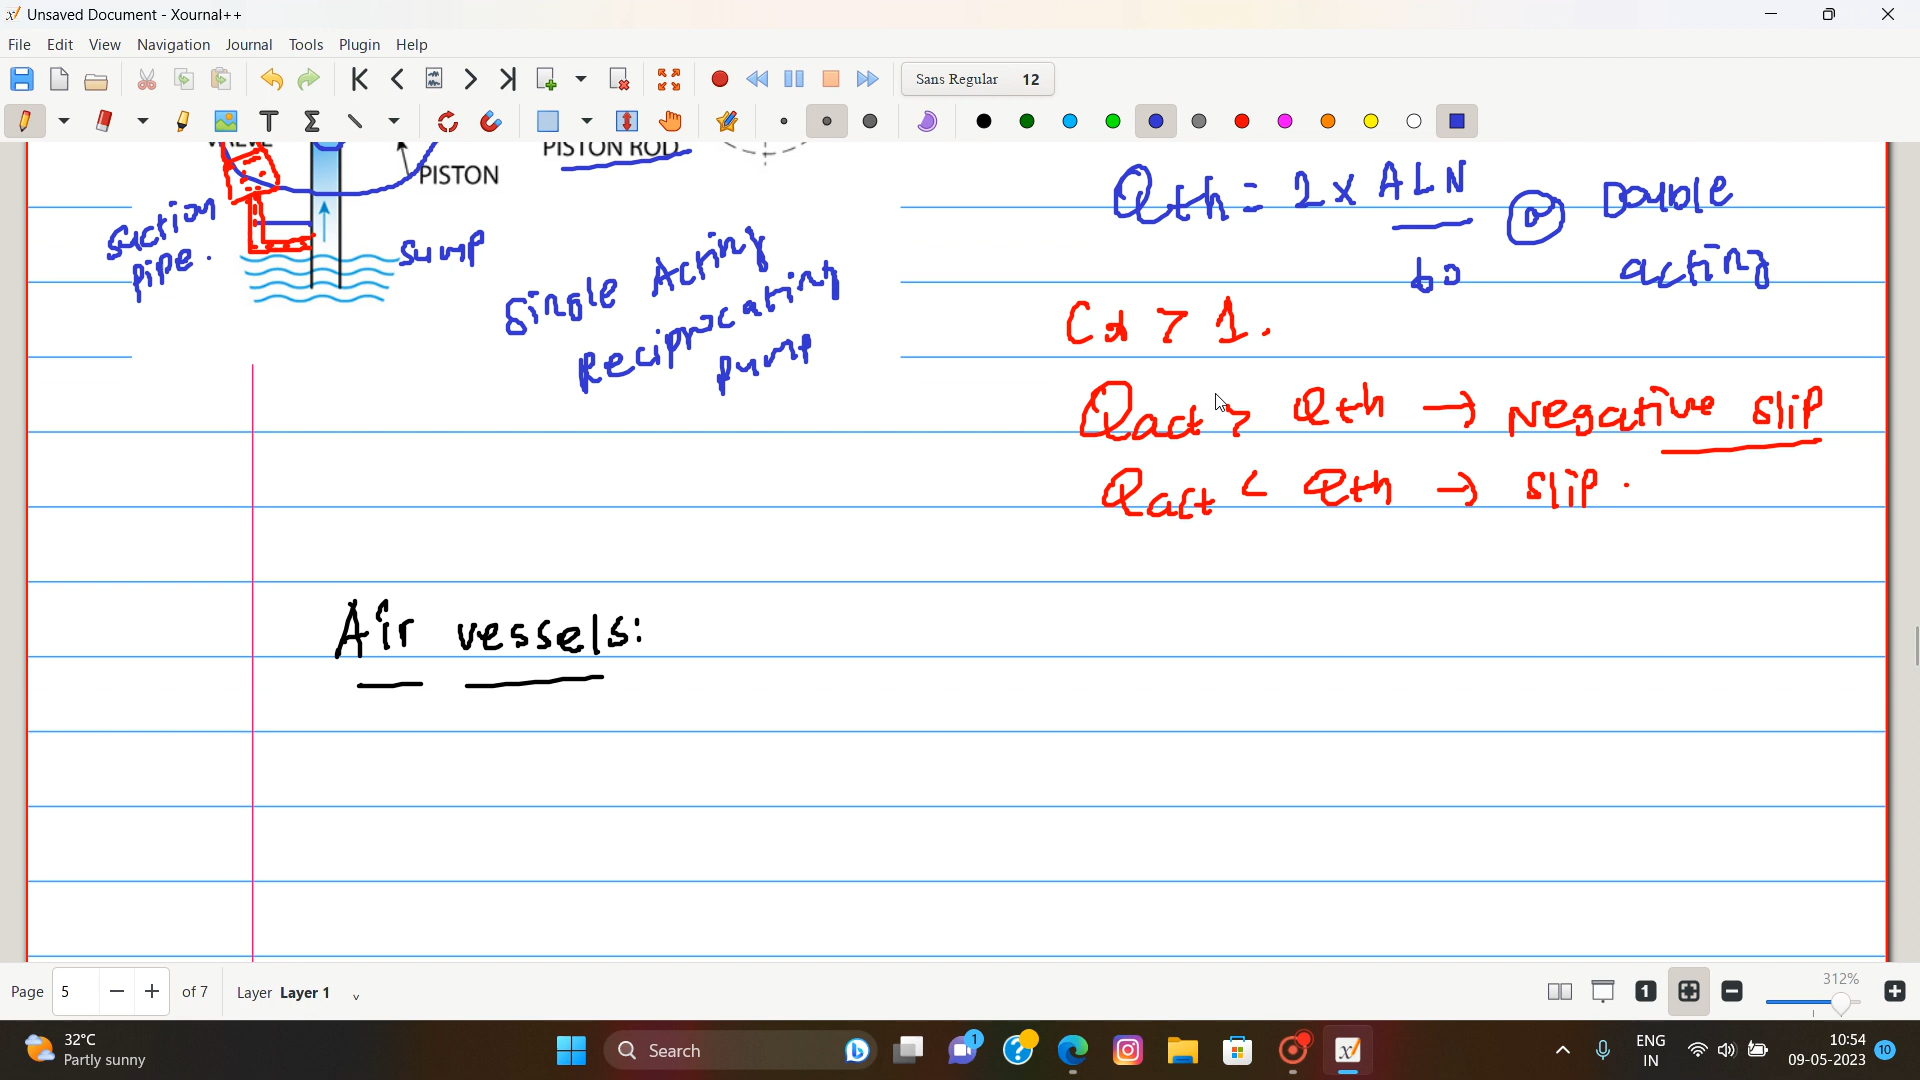 Unsaved Document - Xournal++
File Edit View Navigation Journal Tools Plugin Help
Sans Regular 12
VALVE
PISTON ROD
PISTON
suction
pipe.
sump
Single Acting
Reciprocating
pump
Qth = 2 x ALN @ Double
60 acting
Cd > 1.
Qact > Qth → Negative slip
Qact < Qth → slip.
Air vessels:
Page 5 of 7 Layer Layer 1
312%
32°C
Partly sunny
Search
1
ENG
IN
10:54
09-05-2023
10